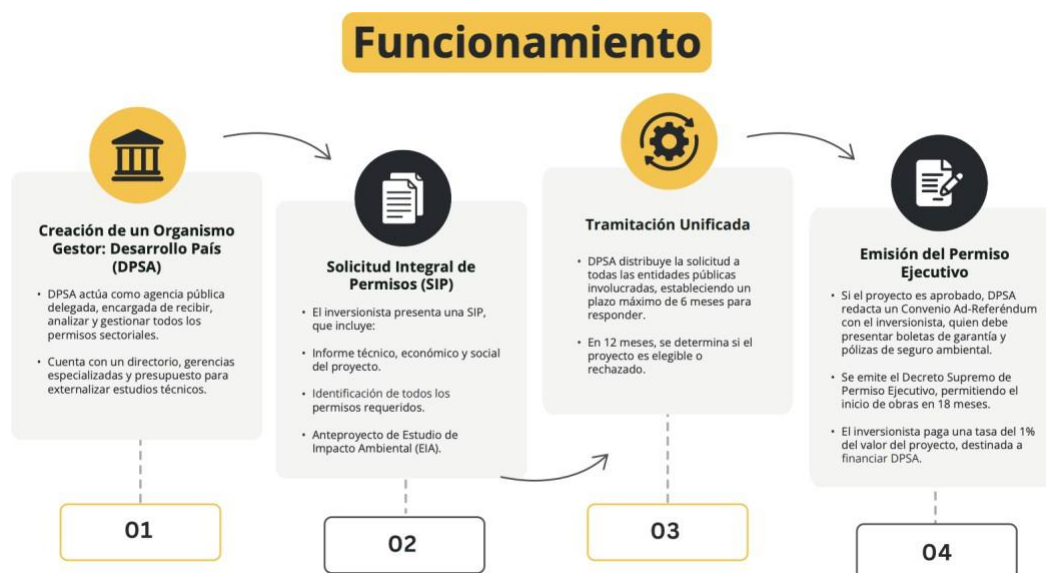 Funcionamiento
Creación de un Organismo
Gestor: Desarrollo País
(DPSA)
• DPSA actúa como agencia pública
delegada, encargada de recibir,
analizar y gestionar todos los
permisos sectoriales.
• Cuenta con un directorio, gerencias
especializadas y presupuesto para
externalizar estudios técnicos.
01
Solicitud Integral de
Permisos (SIP)
• El inversionista presenta una SIP,
que incluye:
• Informe técnico, económico y social
del proyecto.
• Identificación de todos los
permisos requeridos.
• Anteproyecto de Estudio de
Impacto Ambiental (EIA).
02
Tramitación Unificada
• DPSA distribuye la solicitud a
todas las entidades públicas
involucradas, estableciendo un
plazo máximo de 6 meses para
responder.
• En 12 meses, se determina si el
proyecto es elegible o
rechazado.
03
Emisión del Permiso
Ejecutivo
• Si el proyecto es aprobado, DPSA
redacta un Convenio Ad-Referéndum
con el inversionista, quien debe
presentar boletas de garantía y
pólizas de seguro ambiental.
• Se emite el Decreto Supremo de
Permiso Ejecutivo, permitiendo el
inicio de obras en 18 meses.
• El inversionista paga una tasa del 1%
del valor del proyecto, destinada a
financiar DPSA.
04